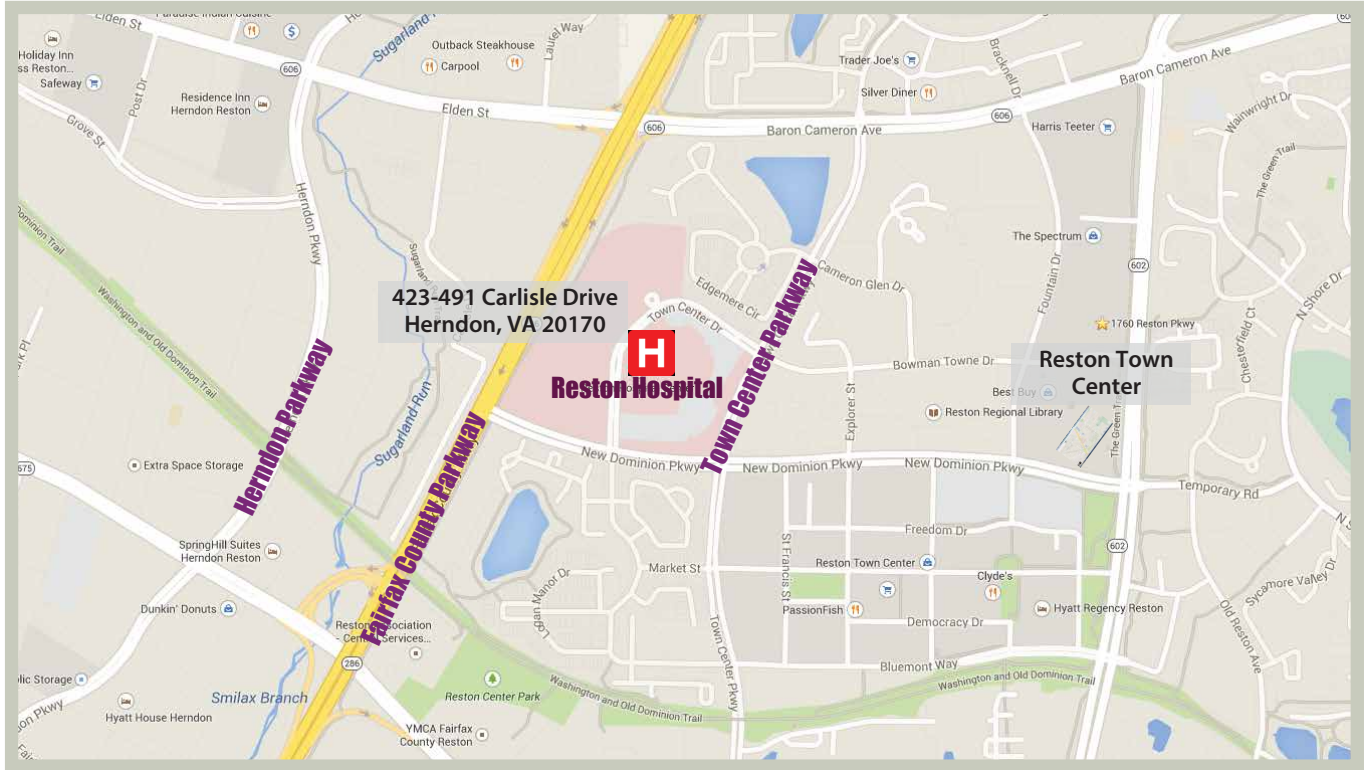 Paradise Indian Cuisine
Elden St
Holiday Inn
ss Reston...
Safeway
Post Dr
Residence Inn
Herndon Reston
Grove St
606
Sugarland
Outback Steakhouse
Carpool
Laurel Way
Elden St
606
Trader Joe's
Silver Diner
Bracknell Dr
Baron Cameron Ave
606
Baron Cameron Ave
Harris Teeter
Wainwright Dr
The Green Trail
Herndon Pkwy
Dominion Trail
Washington and Old Dominion Trail
Sugarland
423-491 Carlisle Drive
Herndon, VA 20170
Edgemere Cir
Town Center Dr
H
Reston Hospital
Cameron Glen Dr
The Spectrum
602
Fountain Dr
N Shore Dr
1760 Reston Pkwy
Chesterfield Ct
Bowman Towne Dr
Reston Town
Center
Best Buy
Reston Regional Library
Explorer St
The Green Trail
Herndon Parkway
Fairfax County Parkway
Town Center Parkway
Sugarland Run
675
Extra Space Storage
New Dominion Pkwy
New Dominion Pkwy
New Dominion Pkwy
Temporary Rd
SpringHill Suites
Herndon Reston
Freedom Dr
602
St Francis St
Reston Town Center
Market St
Clyde's
Sycamore Valley Dr
Dunkin' Donuts
Logan Manor Dr
PassionFish
Hyatt Regency Reston
Democracy Dr
Old Reston Ave
286
Town Center Pkwy
Bluemont Way
Washington and Old Dominion Trail
lic Storage
Smilax Branch
Reston Center Park
Washington and Old Dominion Trail
on Pkwy
Hyatt House Herndon
YMCA Fairfax
County Reston